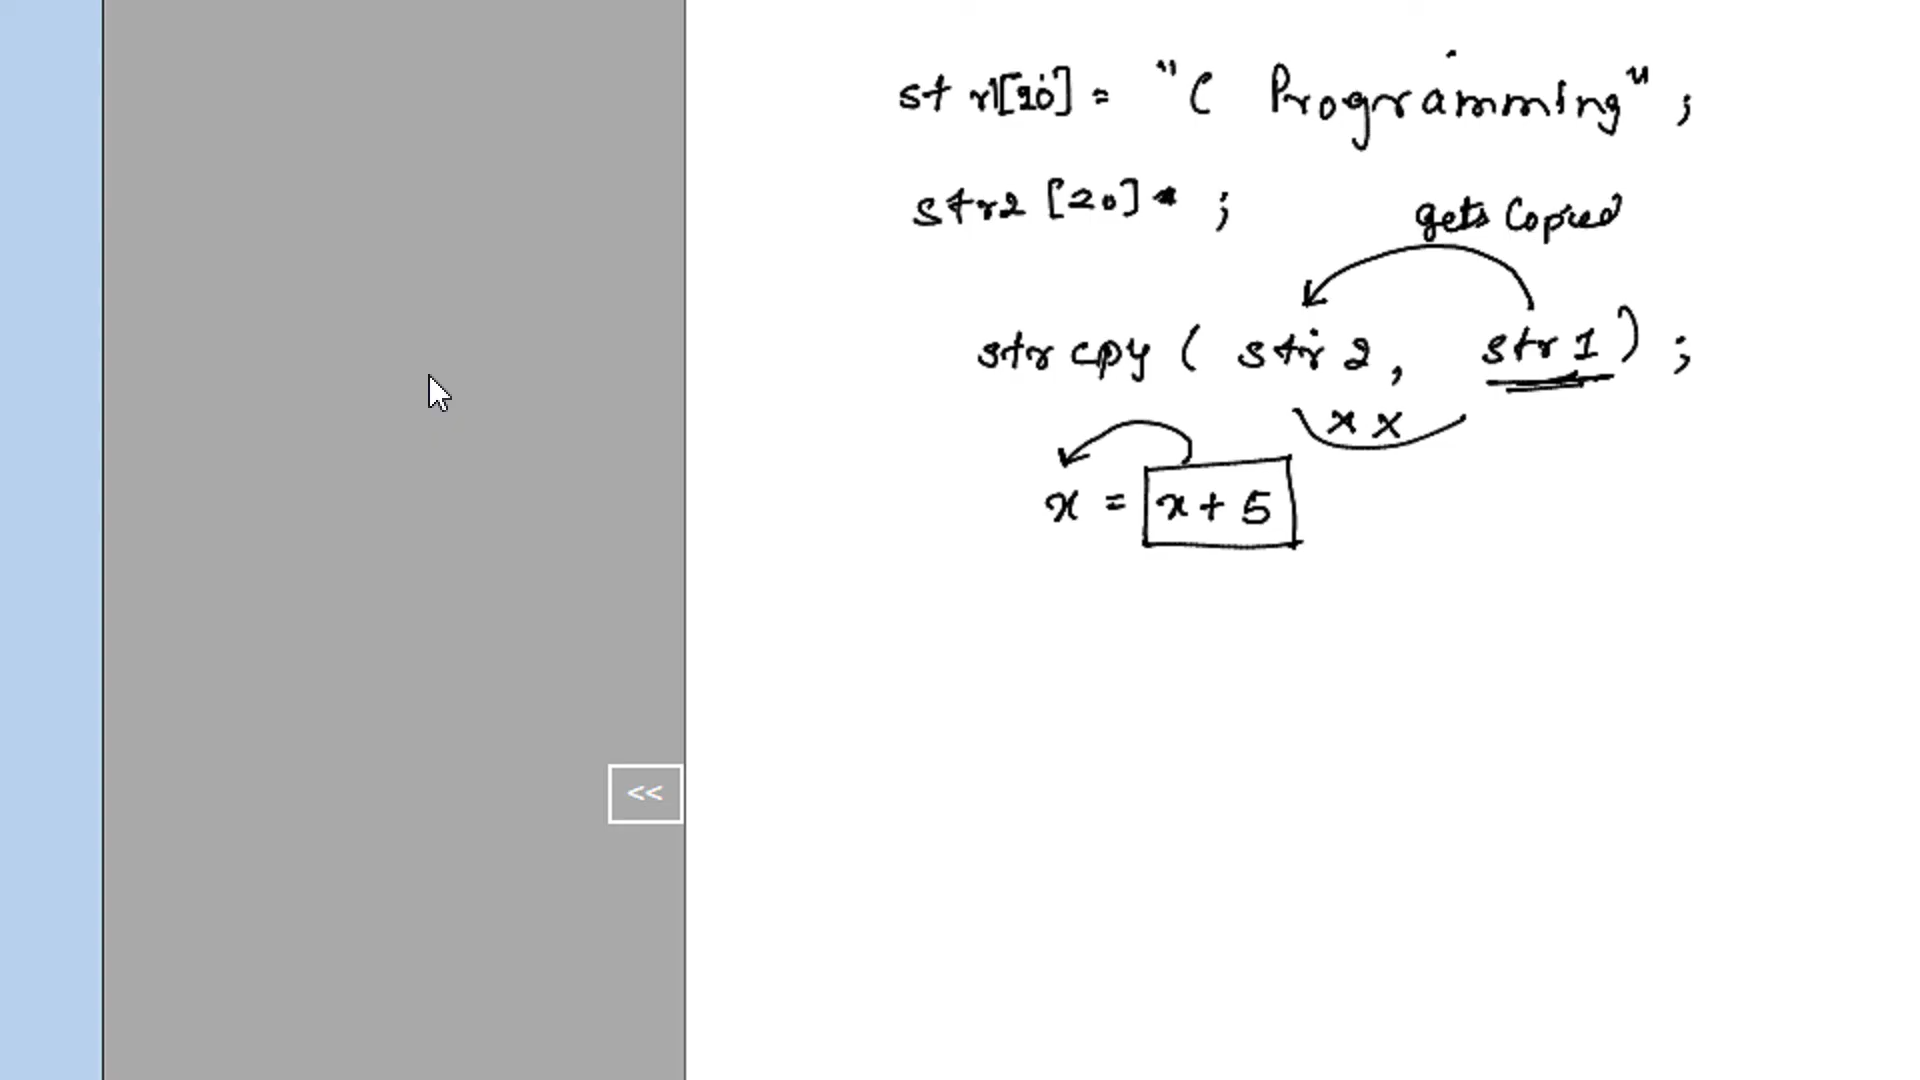 str1[20] = "C Programming";
str2 [20] ;
gets Copied
strcpy ( str2, str1 ) ;
x x
x = x + 5
<<